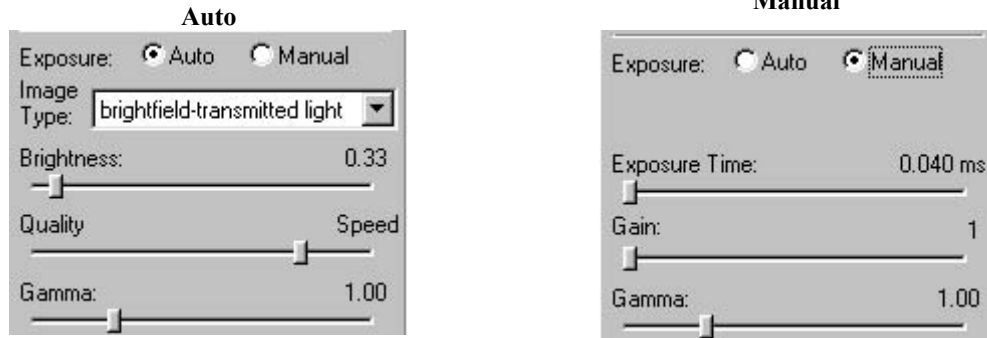 Auto
Exposure: Auto Manual
Image
Type: brightfield-transmitted light
Brightness: 0.33
Quality Speed
Gamma: 1.00
Manual
Exposure: Auto Manual
Exposure Time: 0.040 ms
Gain: 1
Gamma: 1.00